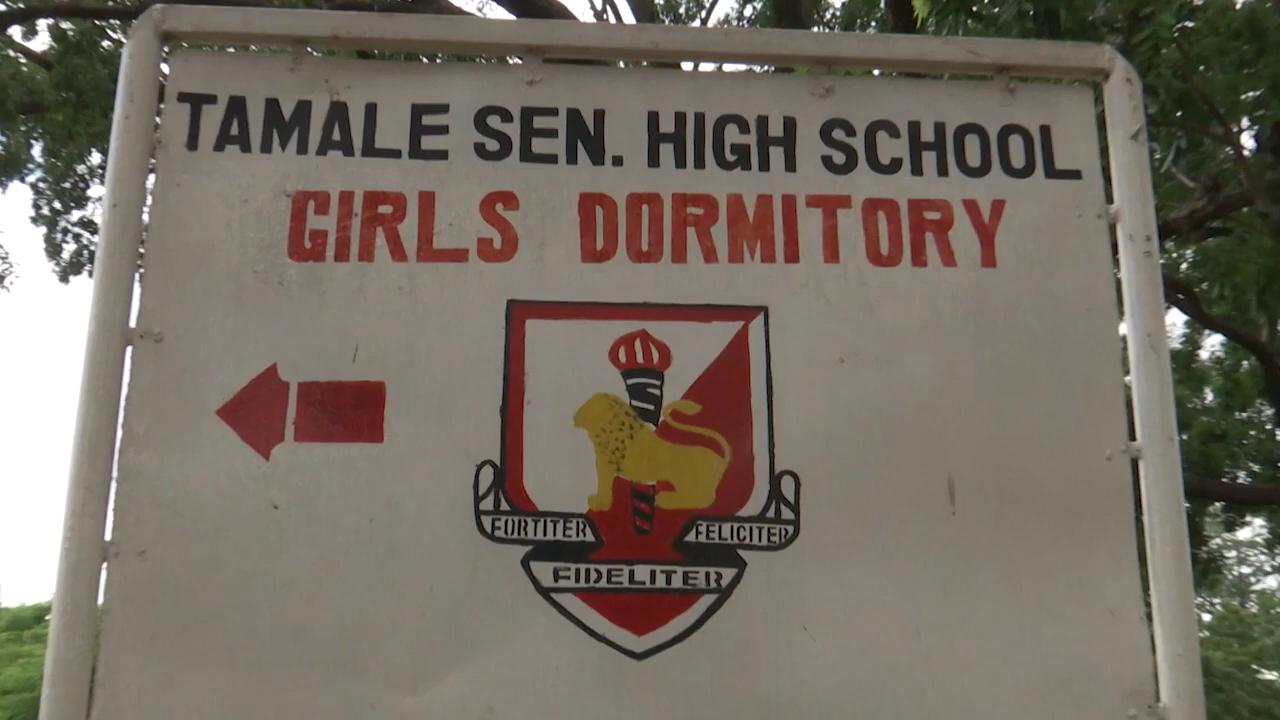 TAMALE SEN. HIGH SCHOOL
GIRLS DORMITORY
FORTITER FELICITER
FIDELITER